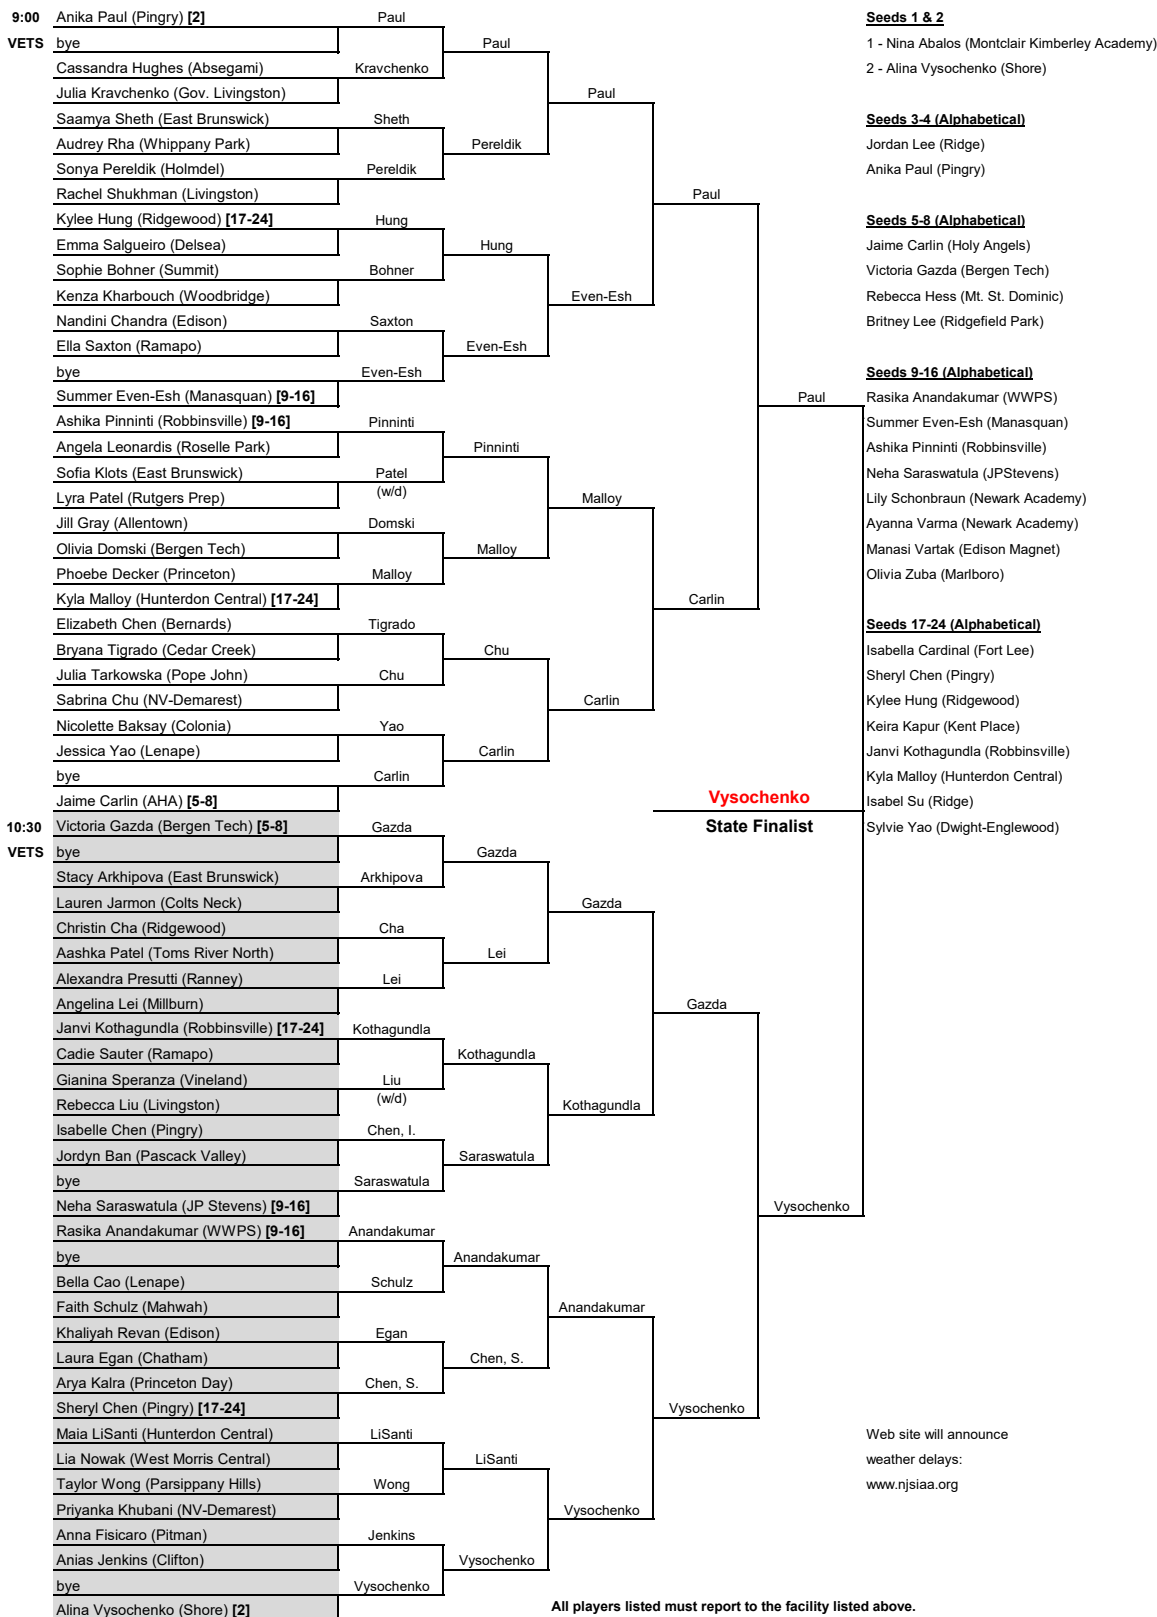 9:00 Anika Paul (Pingry) [2] Paul Seeds 1 & 2
VETS bye Paul 1 - Nina Abalos (Montclair Kimberley Academy)
Cassandra Hughes (Absegami) Kravchenko 2 - Alina Vysochenko (Shore)
Julia Kravchenko (Gov. Livingston) Paul
Saamya Sheth (East Brunswick) Sheth Seeds 3-4 (Alphabetical)
Audrey Rha (Whippany Park) Pereldik Jordan Lee (Ridge)
Sonya Pereldik (Holmdel) Pereldik Anika Paul (Pingry)
Rachel Shukhman (Livingston) Paul
Kylee Hung (Ridgewood) [17-24] Hung Seeds 5-8 (Alphabetical)
Emma Salgueiro (Delsea) Hung Jaime Carlin (Holy Angels)
Sophie Bohner (Summit) Bohner Victoria Gazda (Bergen Tech)
Kenza Kharbouch (Woodbridge) Even-Esh Rebecca Hess (Mt. St. Dominic)
Nandini Chandra (Edison) Saxton Britney Lee (Ridgefield Park)
Ella Saxton (Ramapo) Even-Esh
bye Even-Esh Seeds 9-16 (Alphabetical)
Summer Even-Esh (Manasquan) [9-16] Paul Rasika Anandakumar (WWPS)
Ashika Pinninti (Robbinsville) [9-16] Pinninti Summer Even-Esh (Manasquan)
Angela Leonardis (Roselle Park) Pinninti Ashika Pinninti (Robbinsville)
Sofia Klots (East Brunswick) Patel Neha Saraswatula (JPStevens)
Lyra Patel (Rutgers Prep) (w/d) Malloy Lily Schonbraun (Newark Academy)
Jill Gray (Allentown) Domski Ayanna Varma (Newark Academy)
Olivia Domski (Bergen Tech) Malloy Manasi Vartak (Edison Magnet)
Phoebe Decker (Princeton) Malloy Olivia Zuba (Marlboro)
Kyla Malloy (Hunterdon Central) [17-24] Carlin
Elizabeth Chen (Bernards) Tigrado Seeds 17-24 (Alphabetical)
Bryana Tigrado (Cedar Creek) Chu Isabella Cardinal (Fort Lee)
Julia Tarkowska (Pope John) Chu Sheryl Chen (Pingry)
Sabrina Chu (NV-Demarest) Carlin Kylee Hung (Ridgewood)
Nicolette Baksay (Colonia) Yao Keira Kapur (Kent Place)
Jessica Yao (Lenape) Carlin Janvi Kothagundla (Robbinsville)
bye Carlin Kyla Malloy (Hunterdon Central)
Jaime Carlin (AHA) [5-8] Vysochenko Isabel Su (Ridge)
10:30 Victoria Gazda (Bergen Tech) [5-8] Gazda State Finalist Sylvie Yao (Dwight-Englewood)
VETS bye Gazda
Stacy Arkhipova (East Brunswick) Arkhipova
Lauren Jarmon (Colts Neck) Gazda
Christin Cha (Ridgewood) Cha
Aashka Patel (Toms River North) Lei
Alexandra Presutti (Ranney) Lei
Angelina Lei (Millburn) Gazda
Janvi Kothagundla (Robbinsville) [17-24] Kothagundla
Cadie Sauter (Ramapo) Kothagundla
Gianina Speranza (Vineland) Liu
Rebecca Liu (Livingston) (w/d) Kothagundla
Isabelle Chen (Pingry) Chen, I.
Jordyn Ban (Pascack Valley) Saraswatula
bye Saraswatula
Neha Saraswatula (JP Stevens) [9-16] Vysochenko
Rasika Anandakumar (WWPS) [9-16] Anandakumar
bye Anandakumar
Bella Cao (Lenape) Schulz
Faith Schulz (Mahwah) Anandakumar
Khaliyah Revan (Edison) Egan
Laura Egan (Chatham) Chen, S.
Arya Kalra (Princeton Day) Chen, S.
Sheryl Chen (Pingry) [17-24] Vysochenko
Maia LiSanti (Hunterdon Central) LiSanti Web site will announce
Lia Nowak (West Morris Central) LiSanti weather delays:
Taylor Wong (Parsippany Hills) Wong www.njsiaa.org
Priyanka Khubani (NV-Demarest) Vysochenko
Anna Fisicaro (Pitman) Jenkins
Anias Jenkins (Clifton) Vysochenko
bye Vysochenko
Alina Vysochenko (Shore) [2] All players listed must report to the facility listed above.